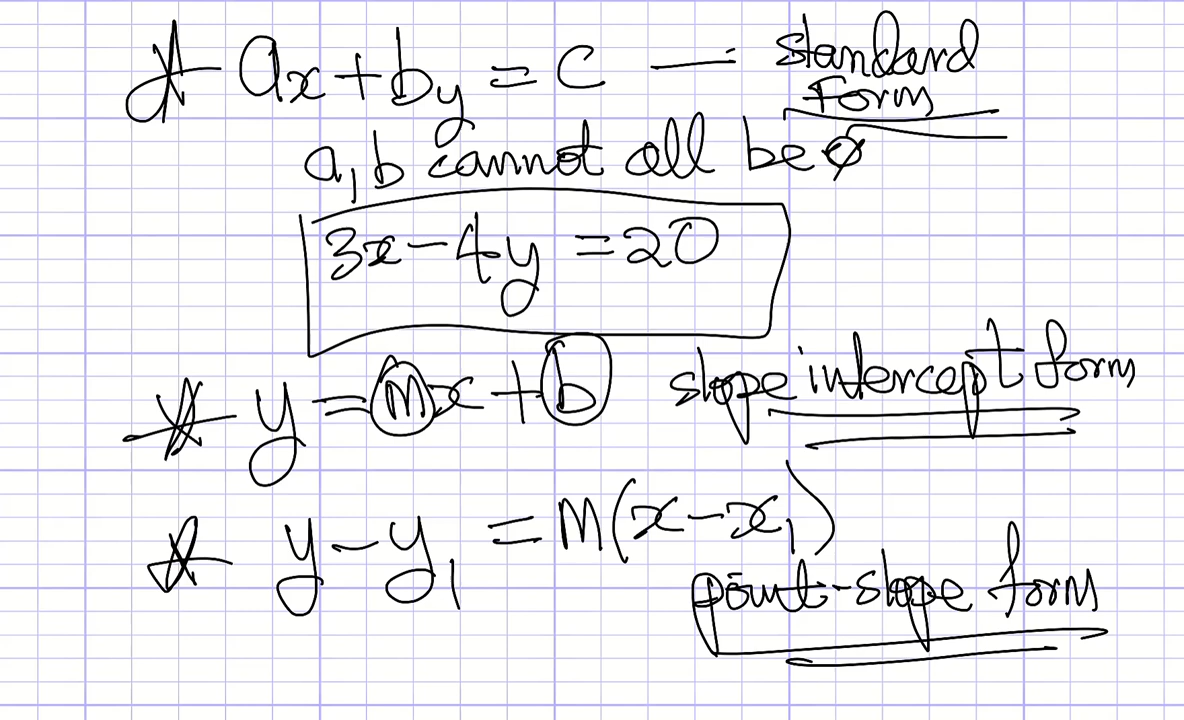 * ax+by = c — standard
form
a, b cannot all be 0
3x-4y = 20
* y = mx + b slope intercept form
* y - y₁ = m(x - x₁)
point-slope form